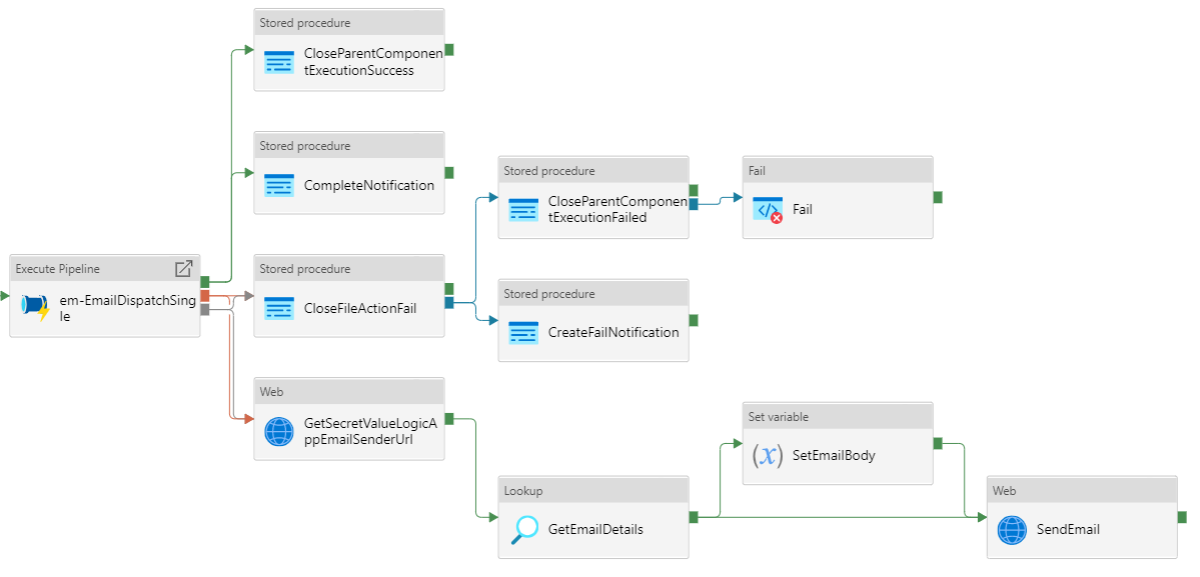 Stored procedure
CloseParentComponen
tExecutionSuccess
Stored procedure
CompleteNotification
Stored procedure
CloseParentComponen
tExecutionFailed
Fail
Fail
Execute Pipeline
em-EmailDispatchSing
le
Stored procedure
CloseFileActionFail
Stored procedure
CreateFailNotification
Web
GetSecretValueLogicA
ppEmailSenderUrl
Set variable
(x)
SetEmailBody
Lookup
GetEmailDetails
Web
SendEmail